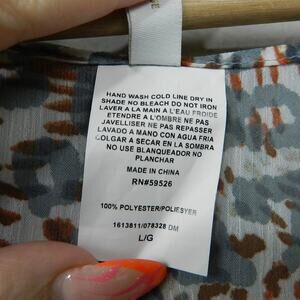 HAND WASH COLD LINE DRY IN
SHADE NO BLEACH DO NOT IRON
LAVER A LA MAIN A L'EAU FROIDE
ETENDRE A L'OMBRE NE PAS
JAVELLISER NE PAS REPASSER
LAVADO A MANO CON AGUA FRIA
COLGAR A SECAR EN LA SOMBRA
NO USE BLANQUEADOR NO
PLANCHAR
MADE IN CHINA
RN#59526
100% POLYESTER/POLIESYER
1613811/078328 DM
L/G